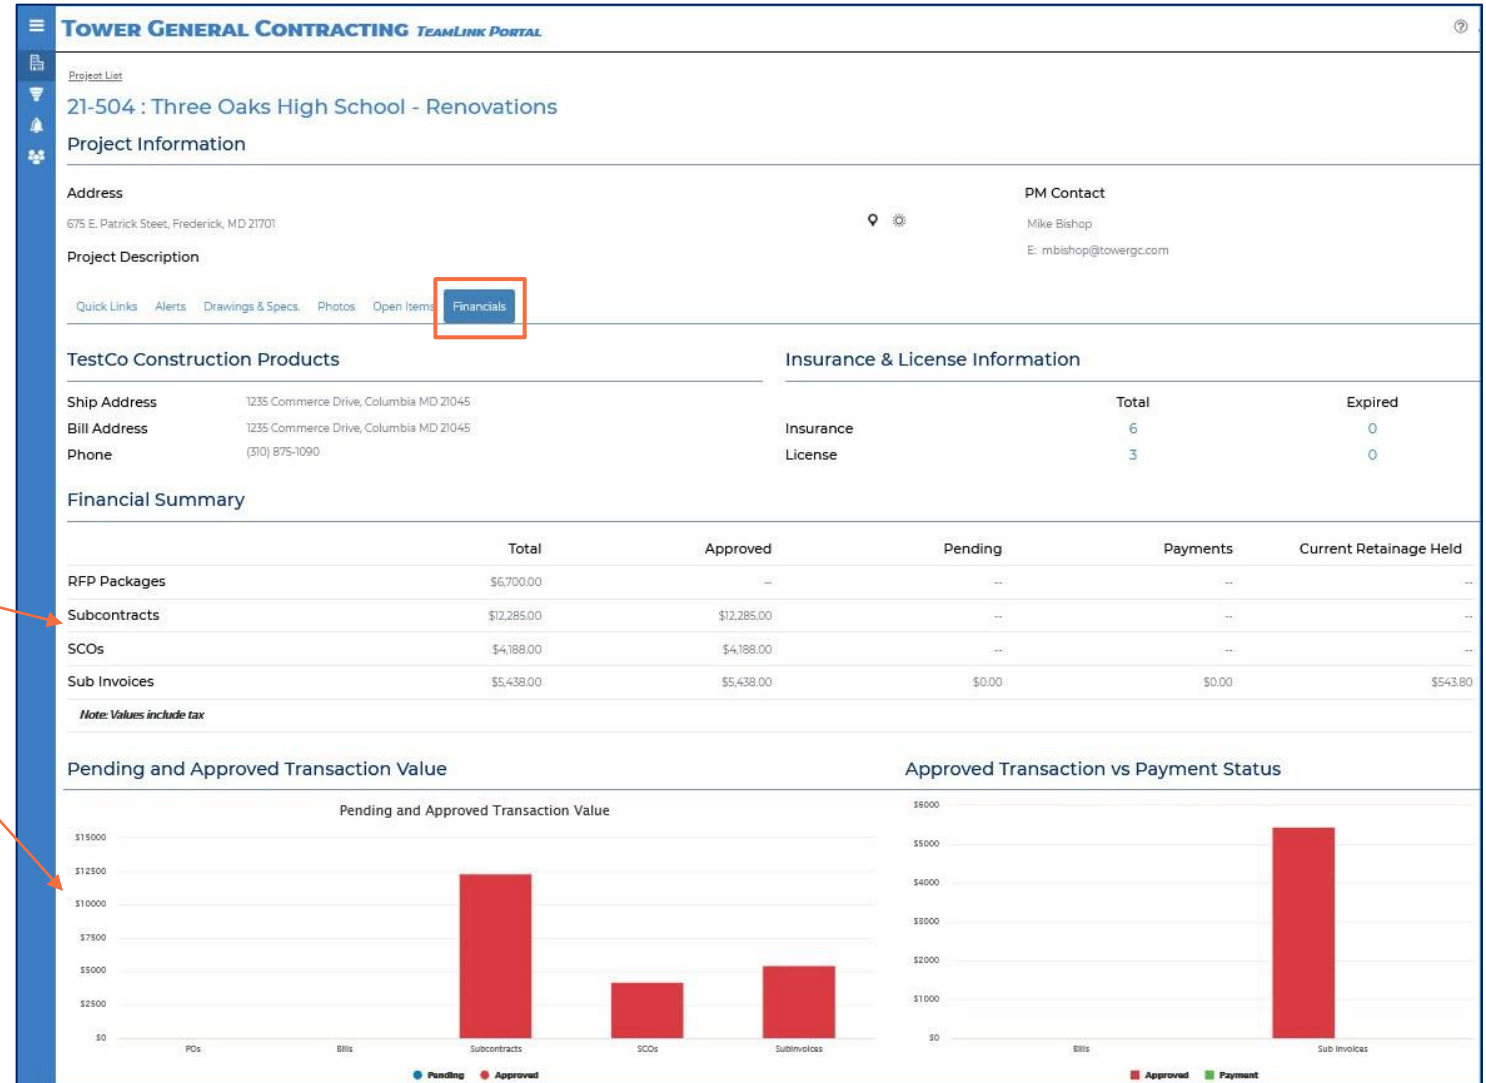 TOWER GENERAL CONTRACTING TEAMLINK PORTAL
Project List
21-504 : Three Oaks High School - Renovations
Project Information
Address
PM Contact
675 E. Patrick Steet, Frederick, MD 21701
Mike Bishop
E: mbishop@towergc.com
Project Description
Quick Links Alerts Drawings & Specs. Photos Open Items Financials
TestCo Construction Products
Insurance & License Information
Ship Address 1235 Commerce Drive, Columbia MD 21045
Total Expired
Bill Address 1235 Commerce Drive, Columbia MD 21045
Insurance 6 0
Phone (310) 875-1090
License 3 0
Financial Summary
Total Approved Pending Payments Current Retainage Held
RFP Packages $6,700.00 -- -- -- --
Subcontracts $12,285.00 $12,285.00 -- -- --
SCOs $4,188.00 $4,188.00 -- -- --
Sub Invoices $5,438.00 $5,438.00 $0.00 $0.00 $543.80
Note: Values include tax
Pending and Approved Transaction Value
Pending and Approved Transaction Value
$15000
$12500
$10000
$7500
$5000
$2500
$0
POs Bills Subcontracts SCOs Subinvoices
Pending Approved
Approved Transaction vs Payment Status
$6000
$5000
$4000
$3000
$2000
$1000
$0
Bills Sub Invoices
Approved Payment